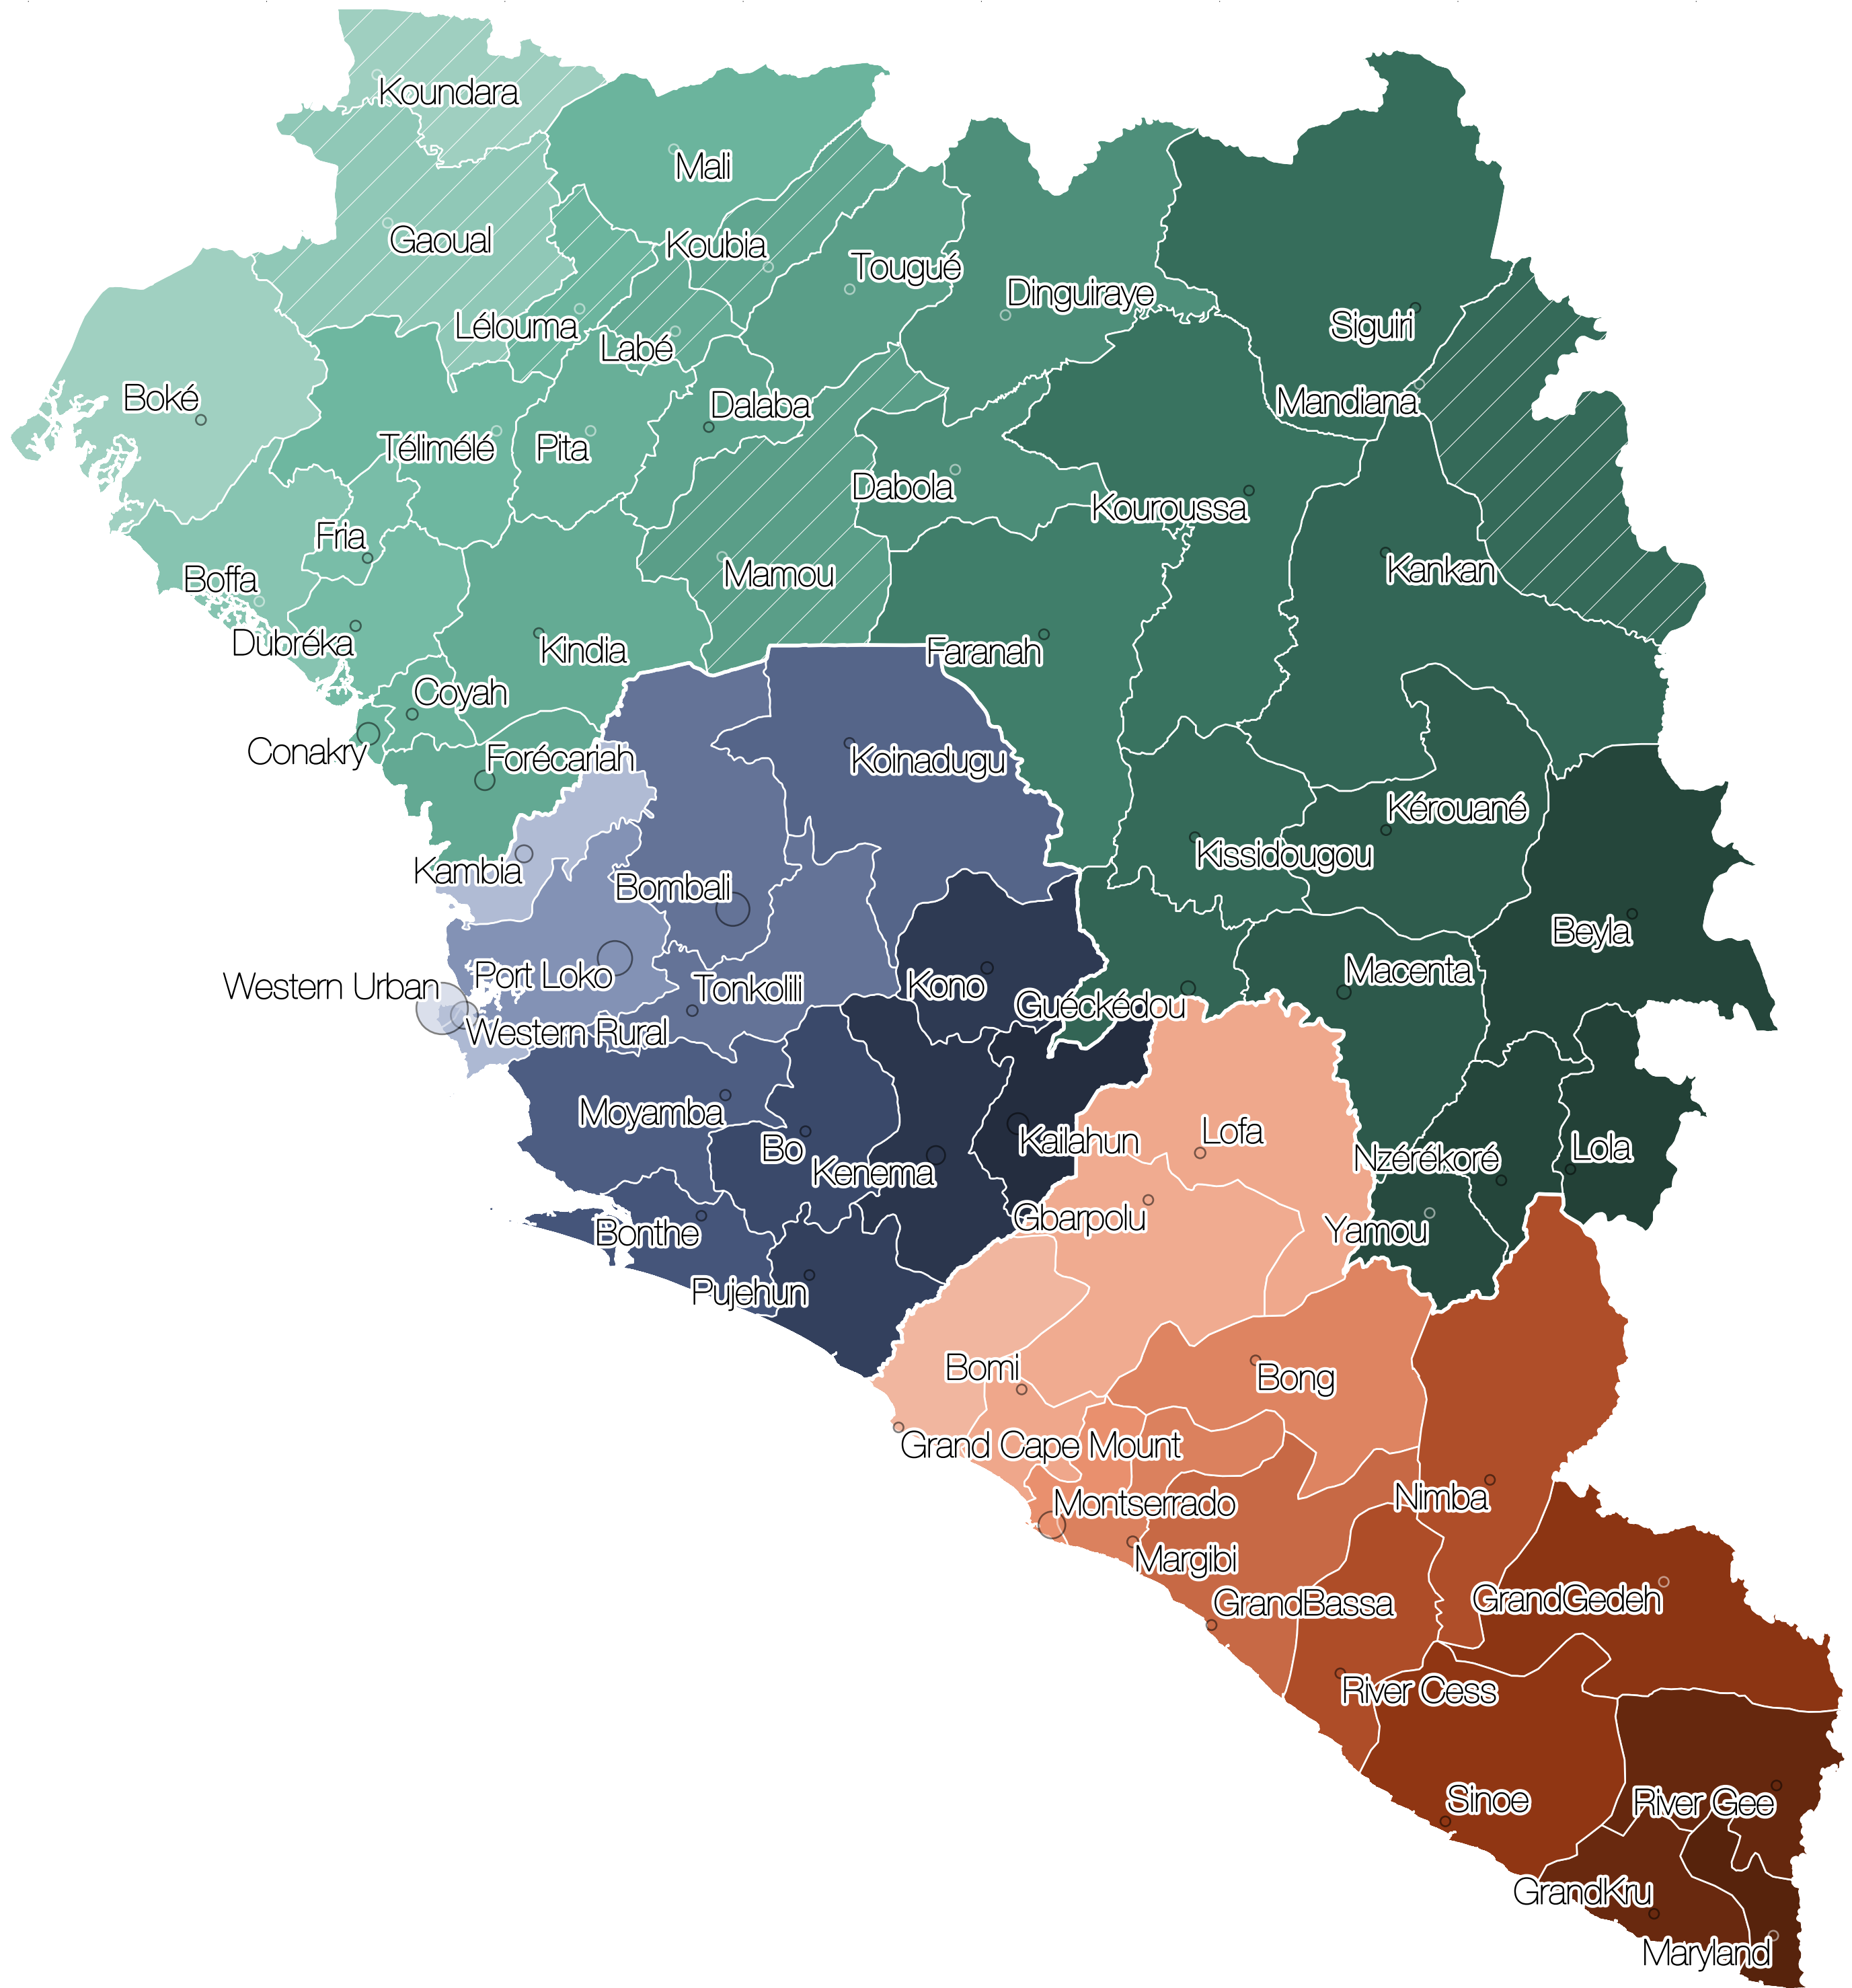 Koundara
Mali
Gaoual
Koubia
Tougué
Dinguiraye
Lélouma
Siguiri
Labé
Boké
Dalaba
Mandiana
Télimélé
Pita
Dabola
Kouroussa
Fria
Kankan
Boffa
Mamou
Dubréka
Kindia
Faranah
Coyah
Conakry
Forécariah
Koinadugu
Kérouané
Kissidougou
Kambia
Bombali
Beyla
Macenta
Port Loko
Western Urban
Tonkolili
Kono
Guéckédou
Western Rural
Moyamba
Lofa
Kailahun
Bo
Lola
Nzérékoré
Kenema
Gbarpolu
Yamou
Bonthe
Pujehun
Bomi
Bong
Grand Cape Mount
Nimba
Montserrado
Margibi
GrandGedeh
GrandBassa
River Cess
Sinoe
River Gee
GrandKru
Maryland